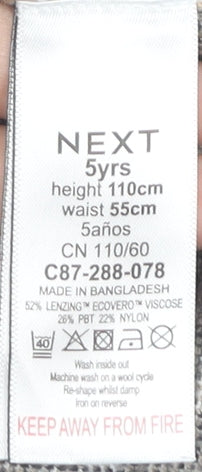 NEXT
5yrs
height 110cm
waist 55cm
5años
CN 110/60
C87-288-078
MADE IN BANGLADESH
52% LENZING™ ECOVERO™ VISCOSE
26% PBT 22% NYLON
40
Wash inside out
Machine wash on a wool cycle
Re-shape whilst damp
Iron on reverse
KEEP AWAY FROM FIRE